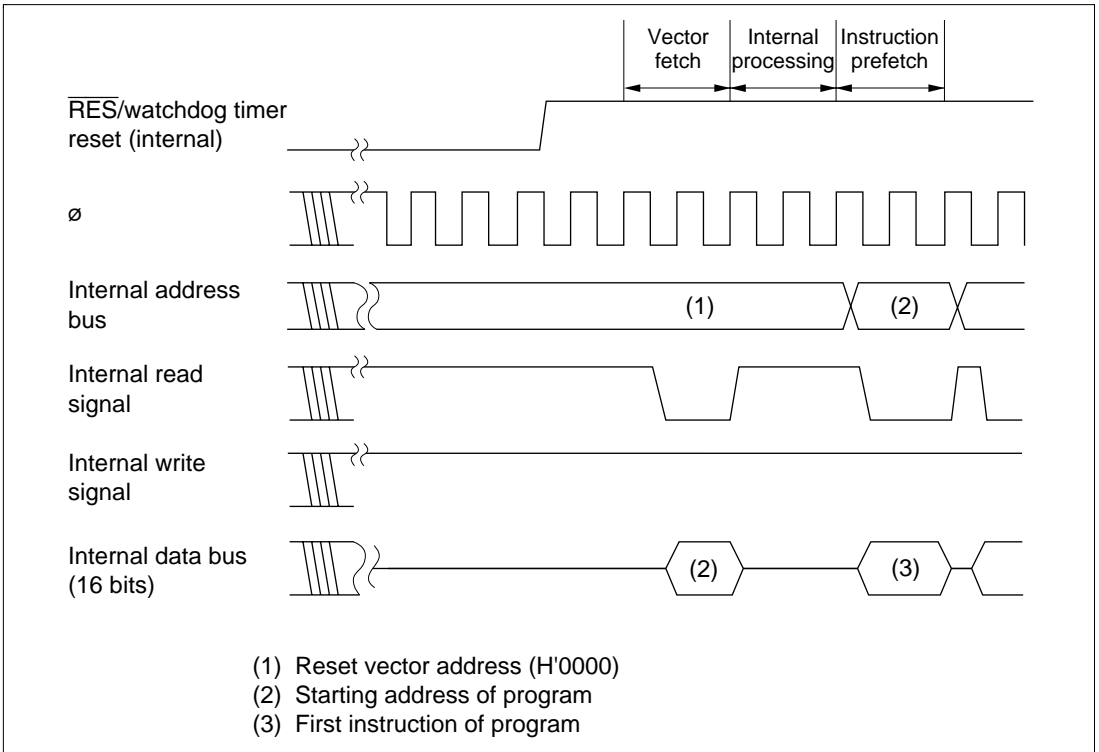 Vector fetch
Internal processing
Instruction prefetch
RES/watchdog timer
reset (internal)
ø
Internal address
bus
(1)
(2)
Internal read
signal
Internal write
signal
Internal data bus
(16 bits)
(2)
(3)
(1) Reset vector address (H'0000)
(2) Starting address of program
(3) First instruction of program